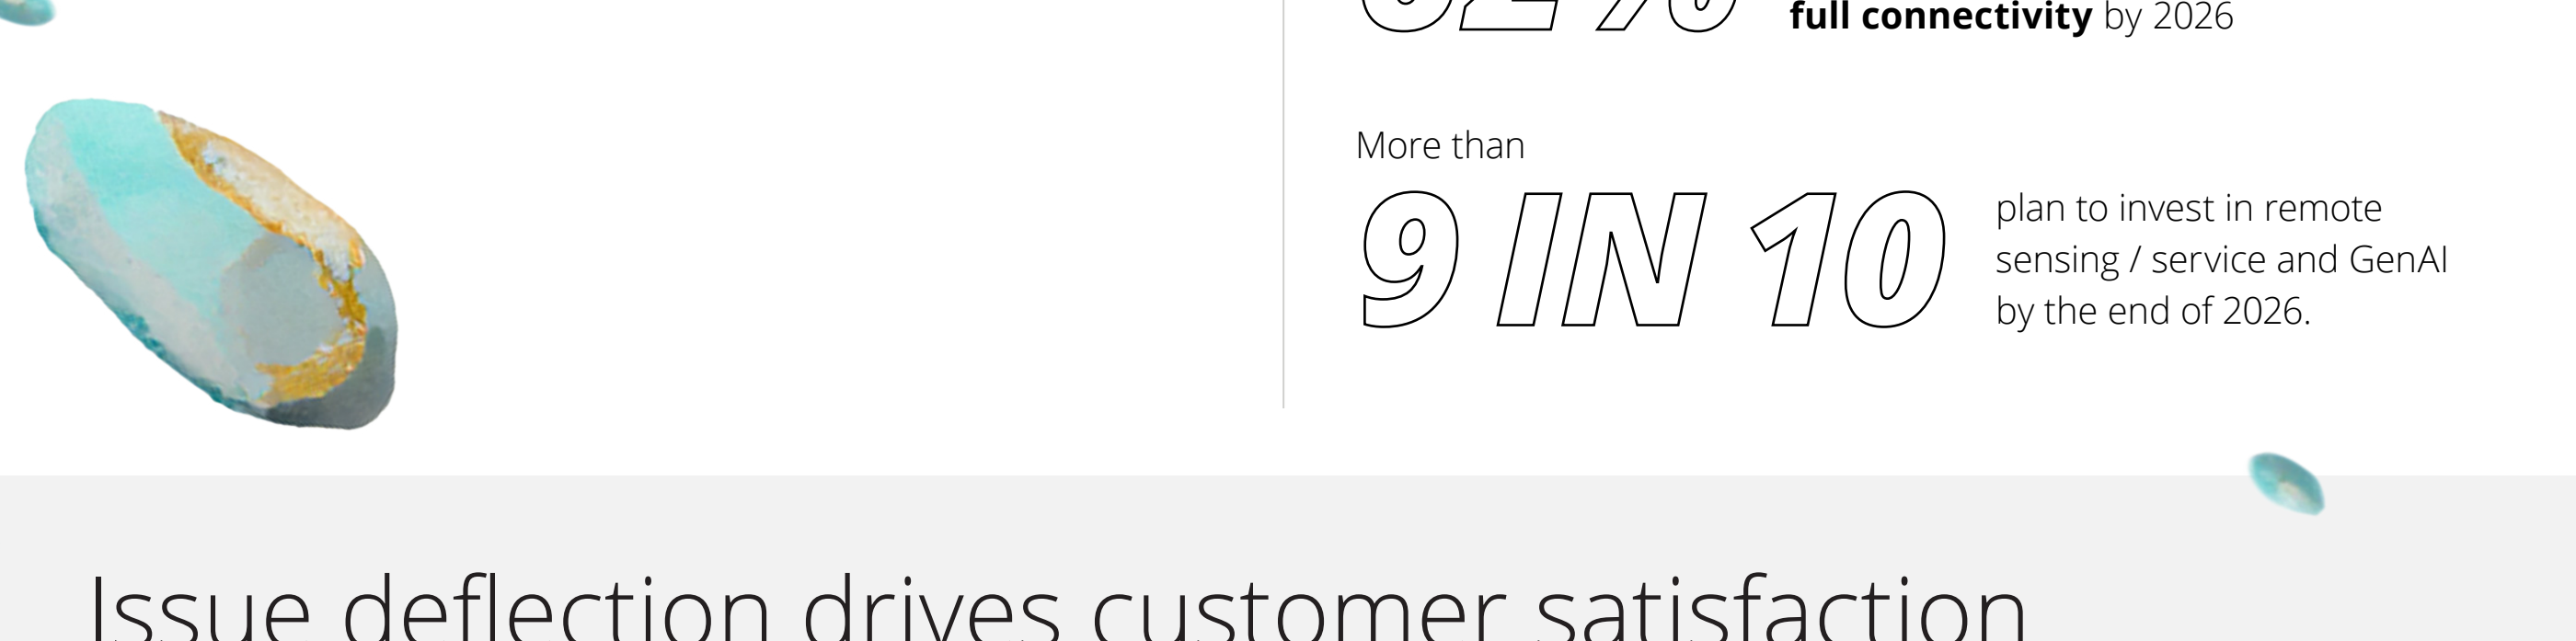 full connectivity by 2026
More than
9 IN 10
plan to invest in remote
sensing / service and GenAI
by the end of 2026.
Issue deflection drives customer satisfaction